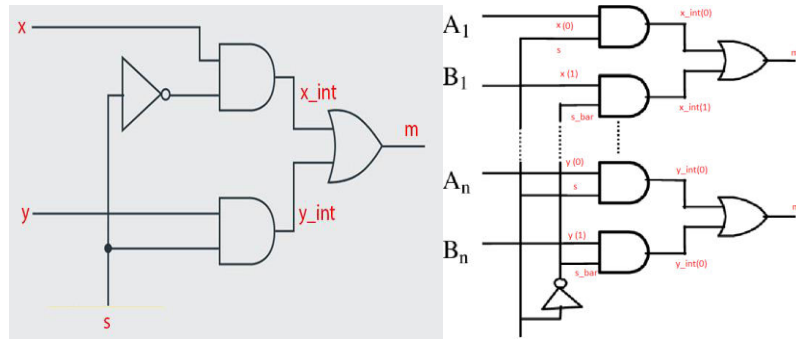 x
x_int
m
y
y_int
s
A1
x (0)
s
x_int(0)
B1
x (1)
s_bar
x_int(1)
An
y (0)
s
y_int(0)
Bn
y (1)
s_bar
y_int(0)